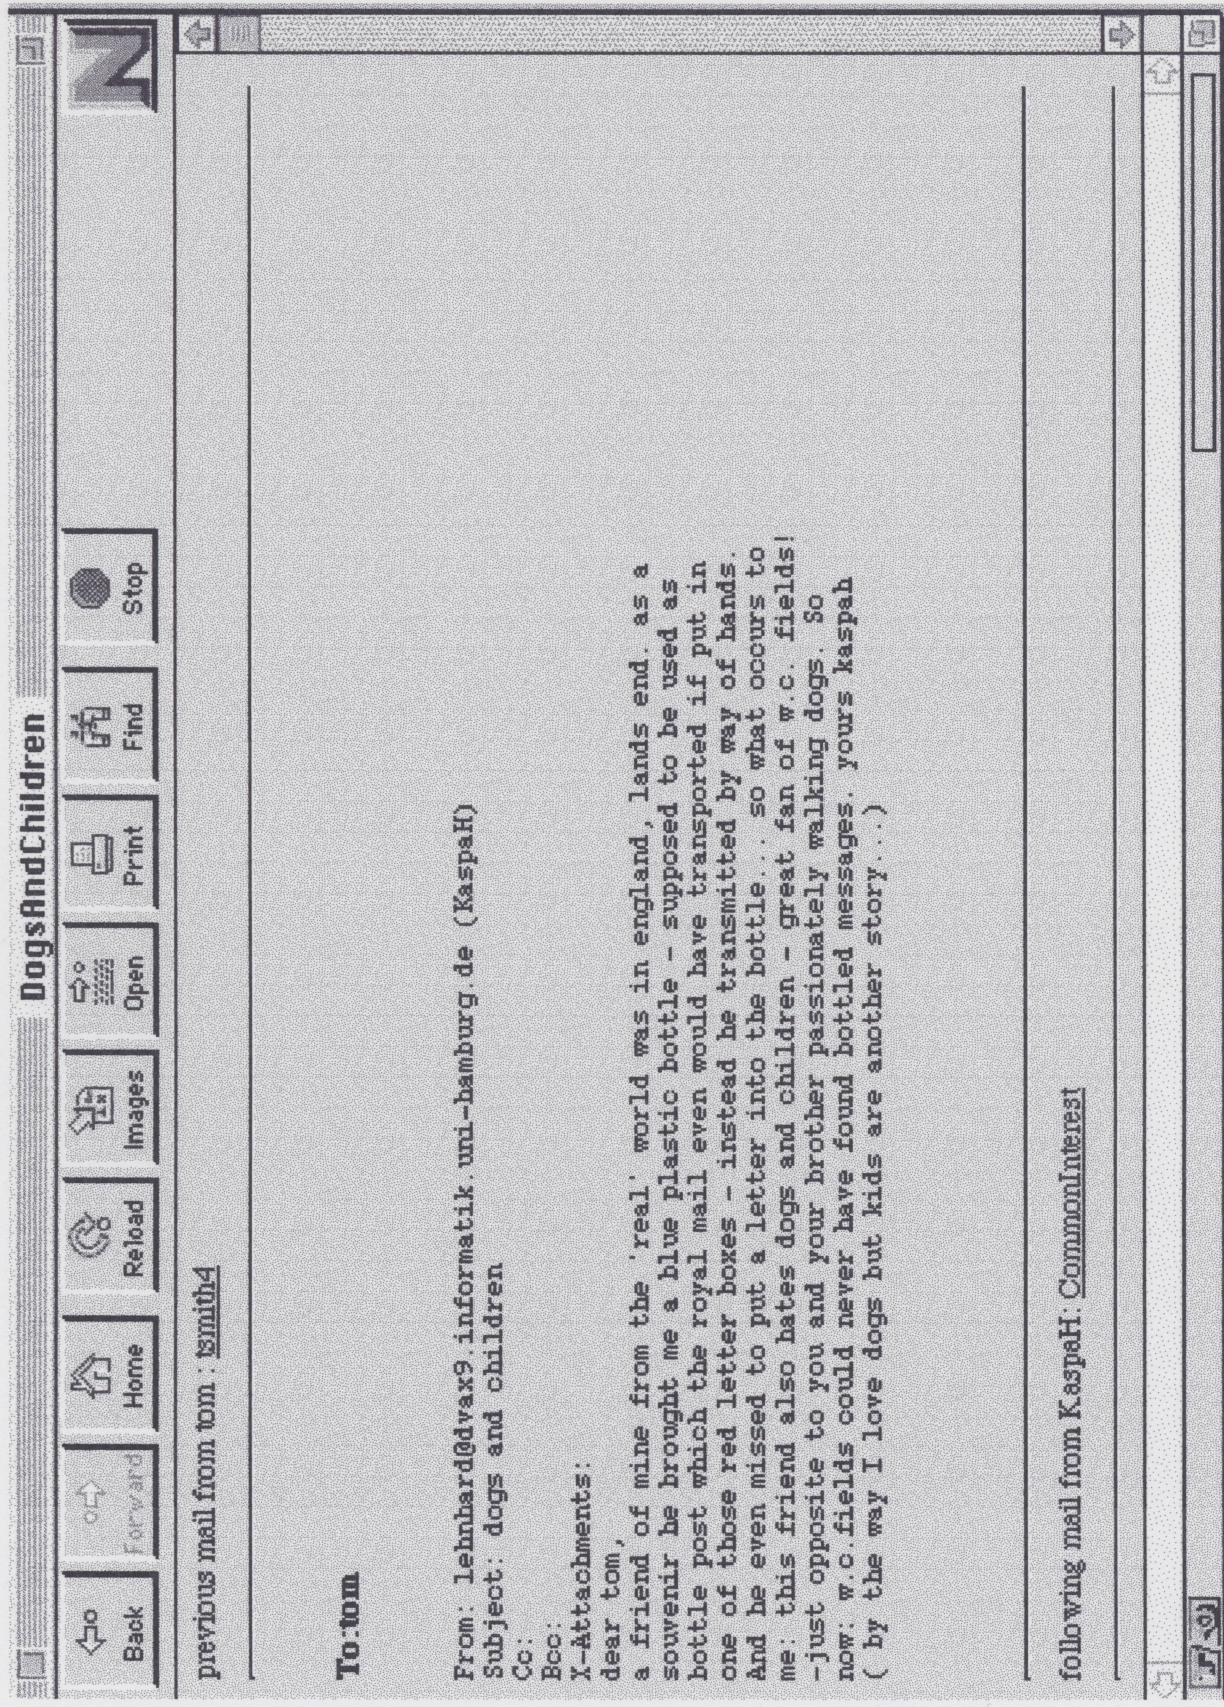 DogsAndChildren
Back
Forward
Home
Reload
Images
Open
Print
Find
Stop
N
previous mail from tom : tsmith4
To:tom
From: lehnhard@dvax9.informatik.uni-hamburg.de (KaspaH)
Subject: dogs and children
Cc:
Bcc:
X-Attachments:
dear tom,
a friend of mine from the 'real' world was in england, lands end. as a
souvenir he brought me a blue plastic bottle - supposed to be used as
bottle post which the royal mail even would have transported if put in
one of those red letter boxes - instead he transmitted by way of hands.
And he even missed to put a letter into the bottle... so what occurs to
me: this friend also hates dogs and children - great fan of w.c. fields!
-just opposite to you and your brother passionately walking dogs. So
now: w.c.fields could never have found bottled messages. yours kaspah
( by the way I love dogs but kids are another story...)
following mail from KaspaH: CommonInterest